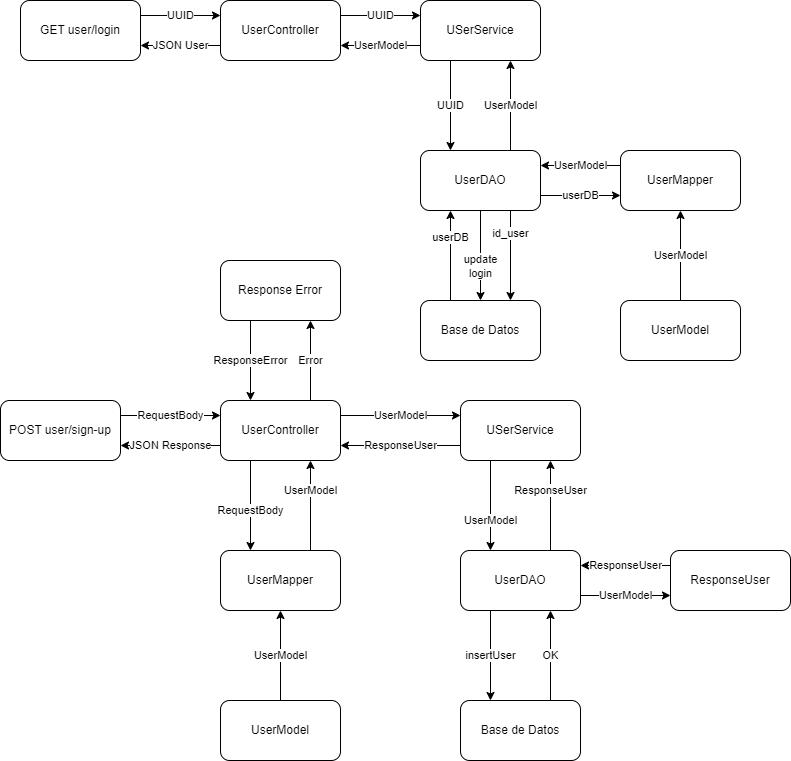 GET user/login
UUID
JSON User
UserController
UUID
UserModel
USerService
UUID
UserModel
UserDAO
UserModel
userDB
UserMapper
userDB
update
login
id_user
UserModel
Base de Datos
UserModel
Response Error
ResponseError
Error
POST user/sign-up
RequestBody
JSON Response
UserController
UserModel
ResponseUser
USerService
RequestBody
UserModel
UserModel
ResponseUser
UserMapper
UserDAO
ResponseUser
UserModel
ResponseUser
UserModel
insertUser
OK
UserModel
Base de Datos